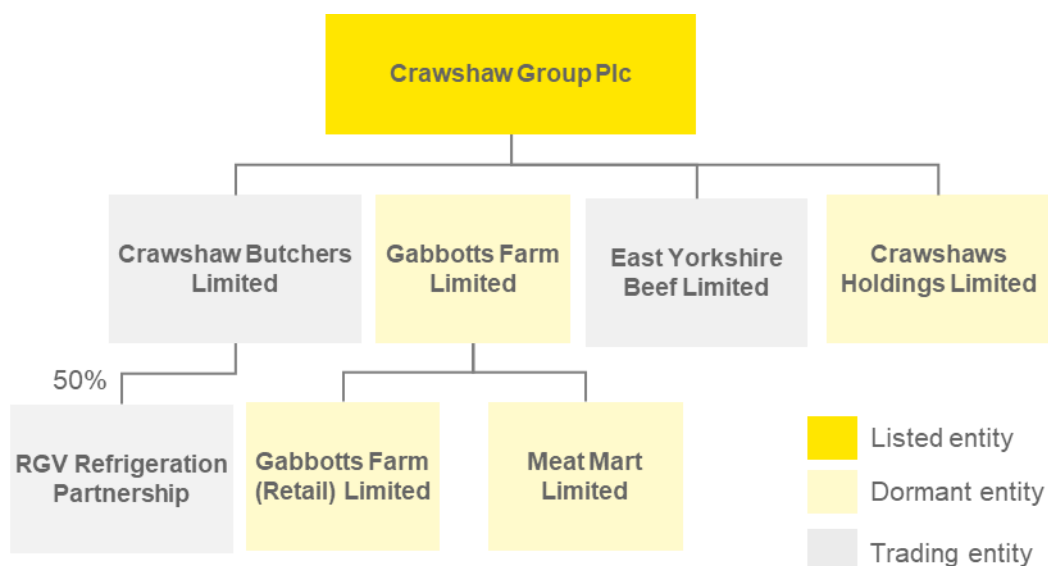 Crawshaw Group Plc
Crawshaw Butchers
Limited
Gabbotts Farm
Limited
East Yorkshire
Beef Limited
Crawshaws
Holdings Limited
50%
RGV Refrigeration
Partnership
Gabbotts Farm
(Retail) Limited
Meat Mart
Limited
Listed entity
Dormant entity
Trading entity